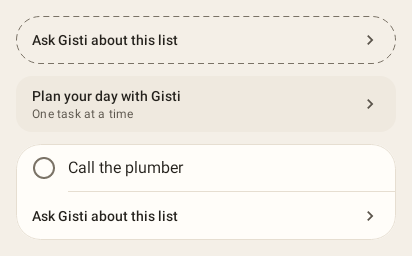 Ask Gisti about this list
Plan your day with Gisti
One task at a time
Call the plumber
Ask Gisti about this list